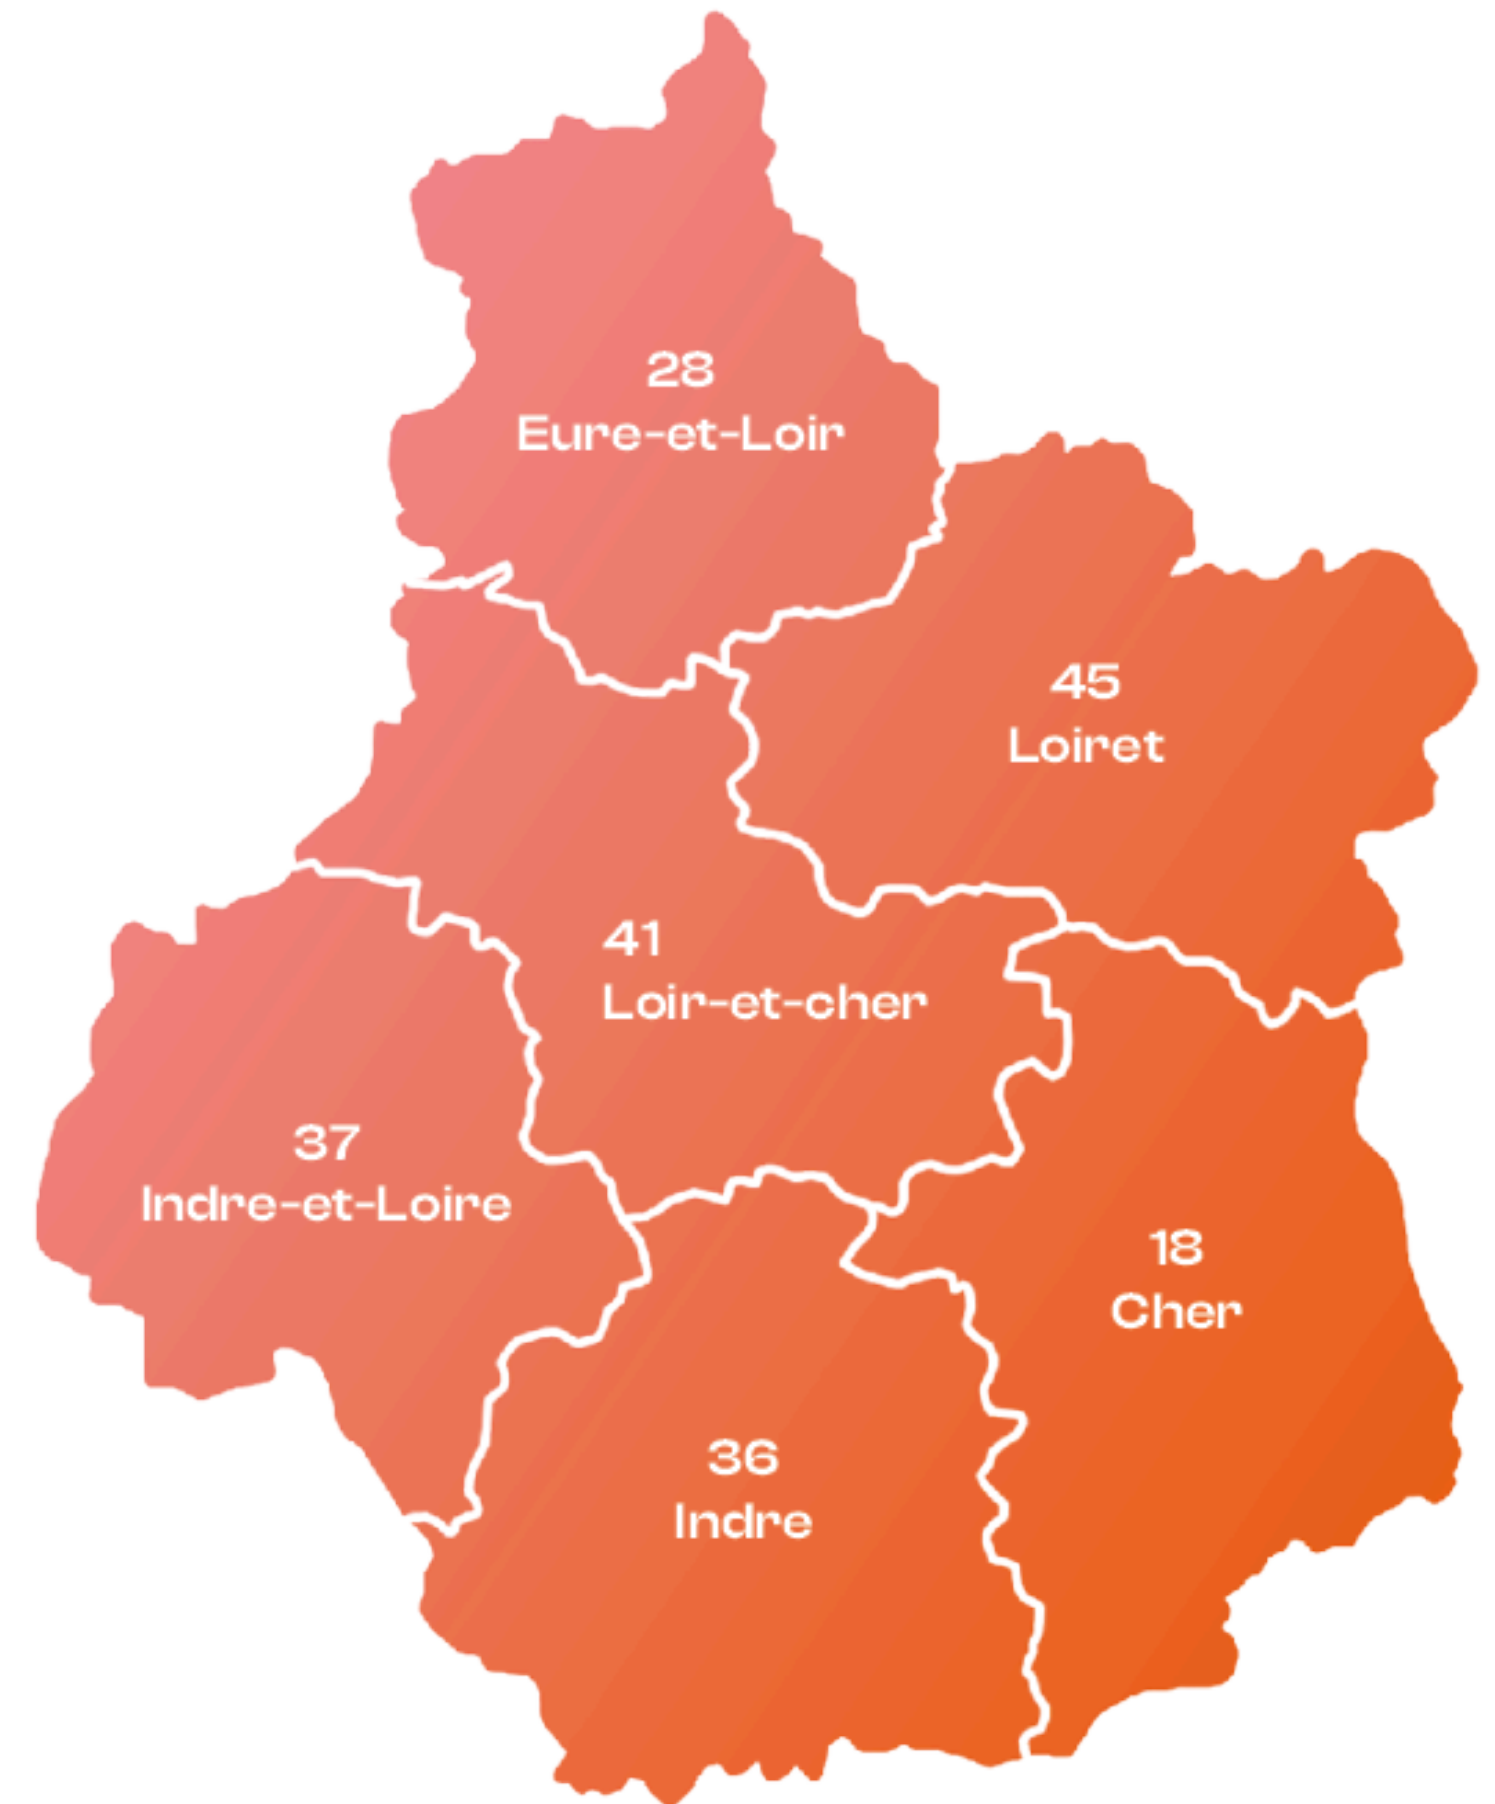 28
Eure-et-Loir
45
Loiret
41
Loir-et-cher
37
Indre-et-Loire
18
Cher
36
Indre